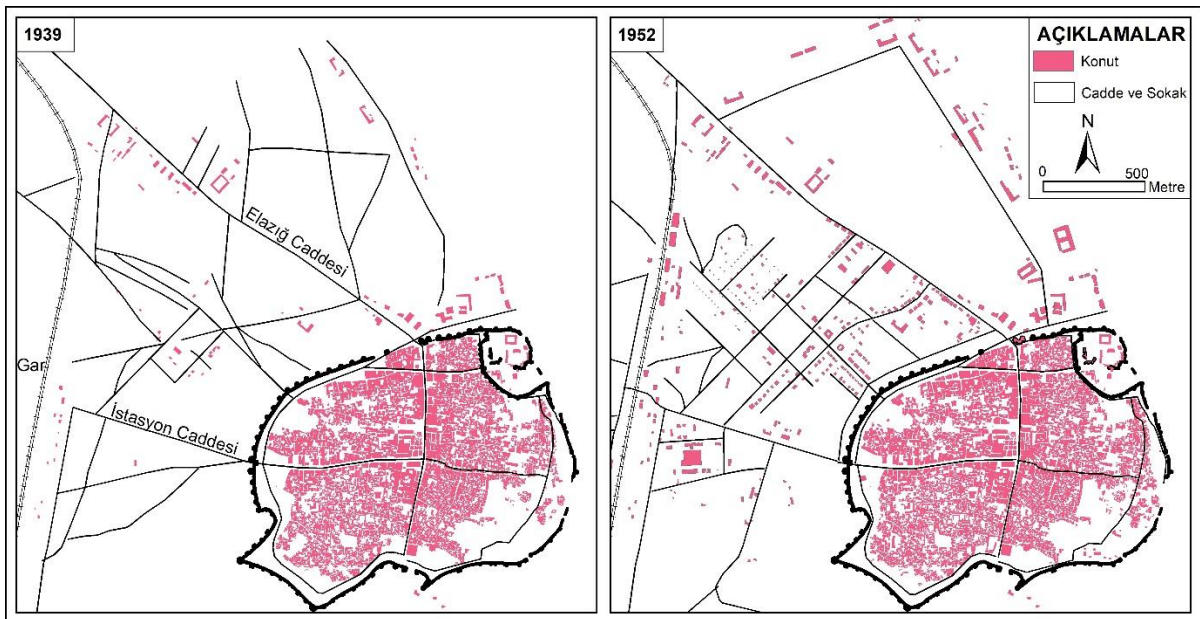 1939
Elazığ Caddesi
Gar
İstasyon Caddesi
1952
AÇIKLAMALAR
Konut
Cadde ve Sokak
N
0 500
Metre